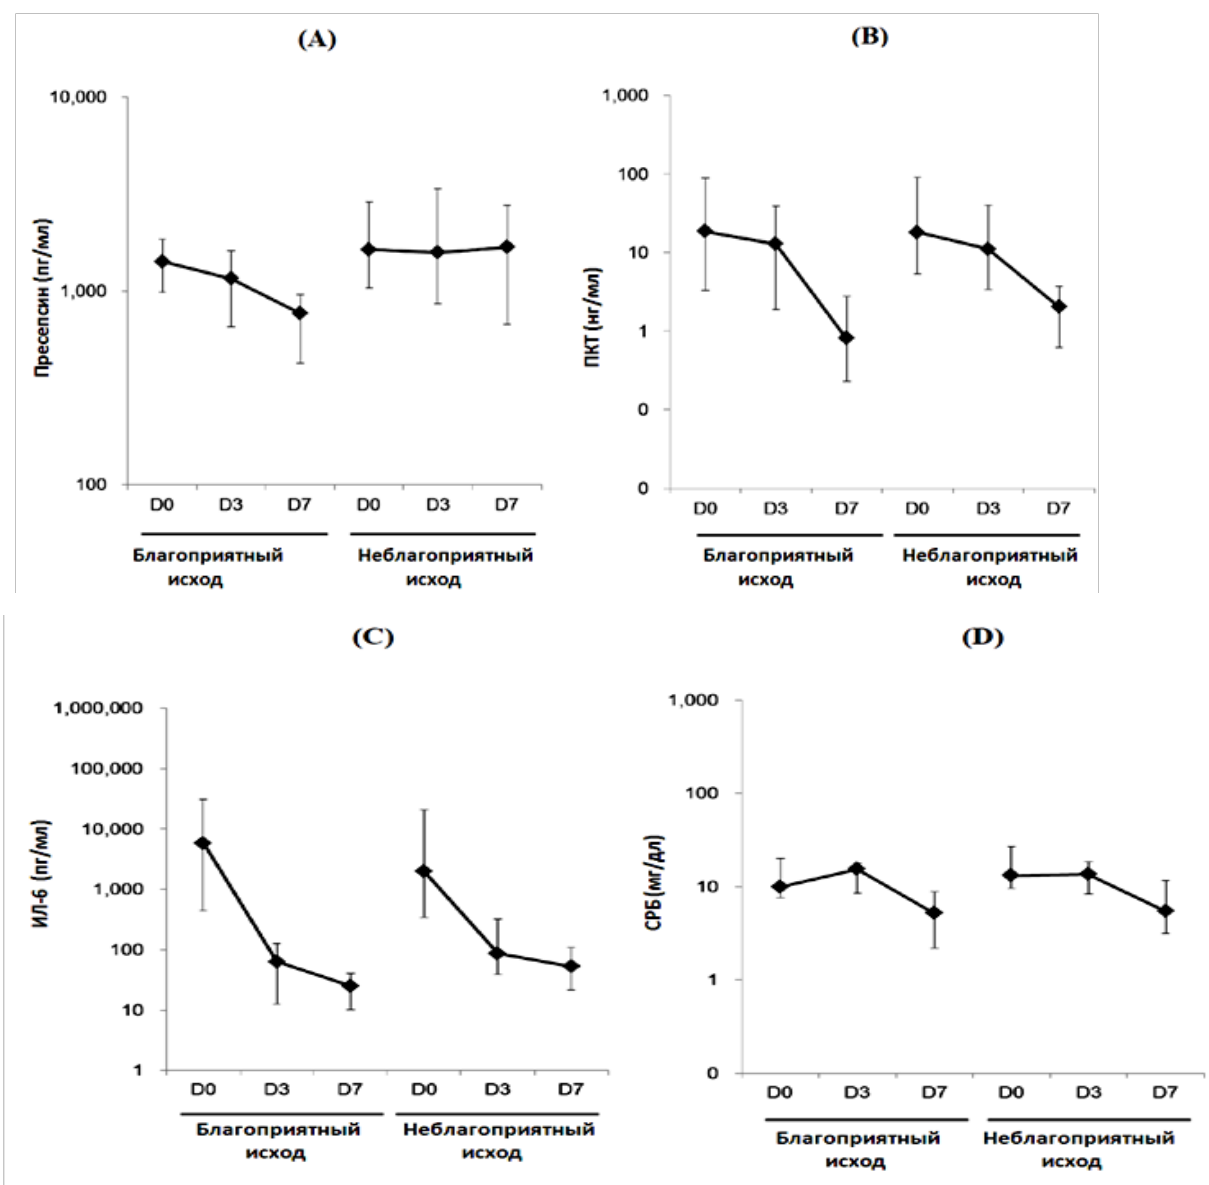 (A)
Пресепсин (пг/мл)
10,000
1,000
100
D0 D3 D7 D0 D3 D7
Благоприятный исход
Неблагоприятный исход
(B)
ПКТ (нг/мл)
1,000
100
10
1
0
0
D0 D3 D7 D0 D3 D7
Благоприятный исход
Неблагоприятный исход
(C)
ИЛ-6 (пг/мл)
1,000,000
100,000
10,000
1,000
100
10
1
D0 D3 D7 D0 D3 D7
Благоприятный исход
Неблагоприятный исход
(D)
СРБ (мг/дл)
1,000
100
10
1
0
D0 D3 D7 D0 D3 D7
Благоприятный исход
Неблагоприятный исход